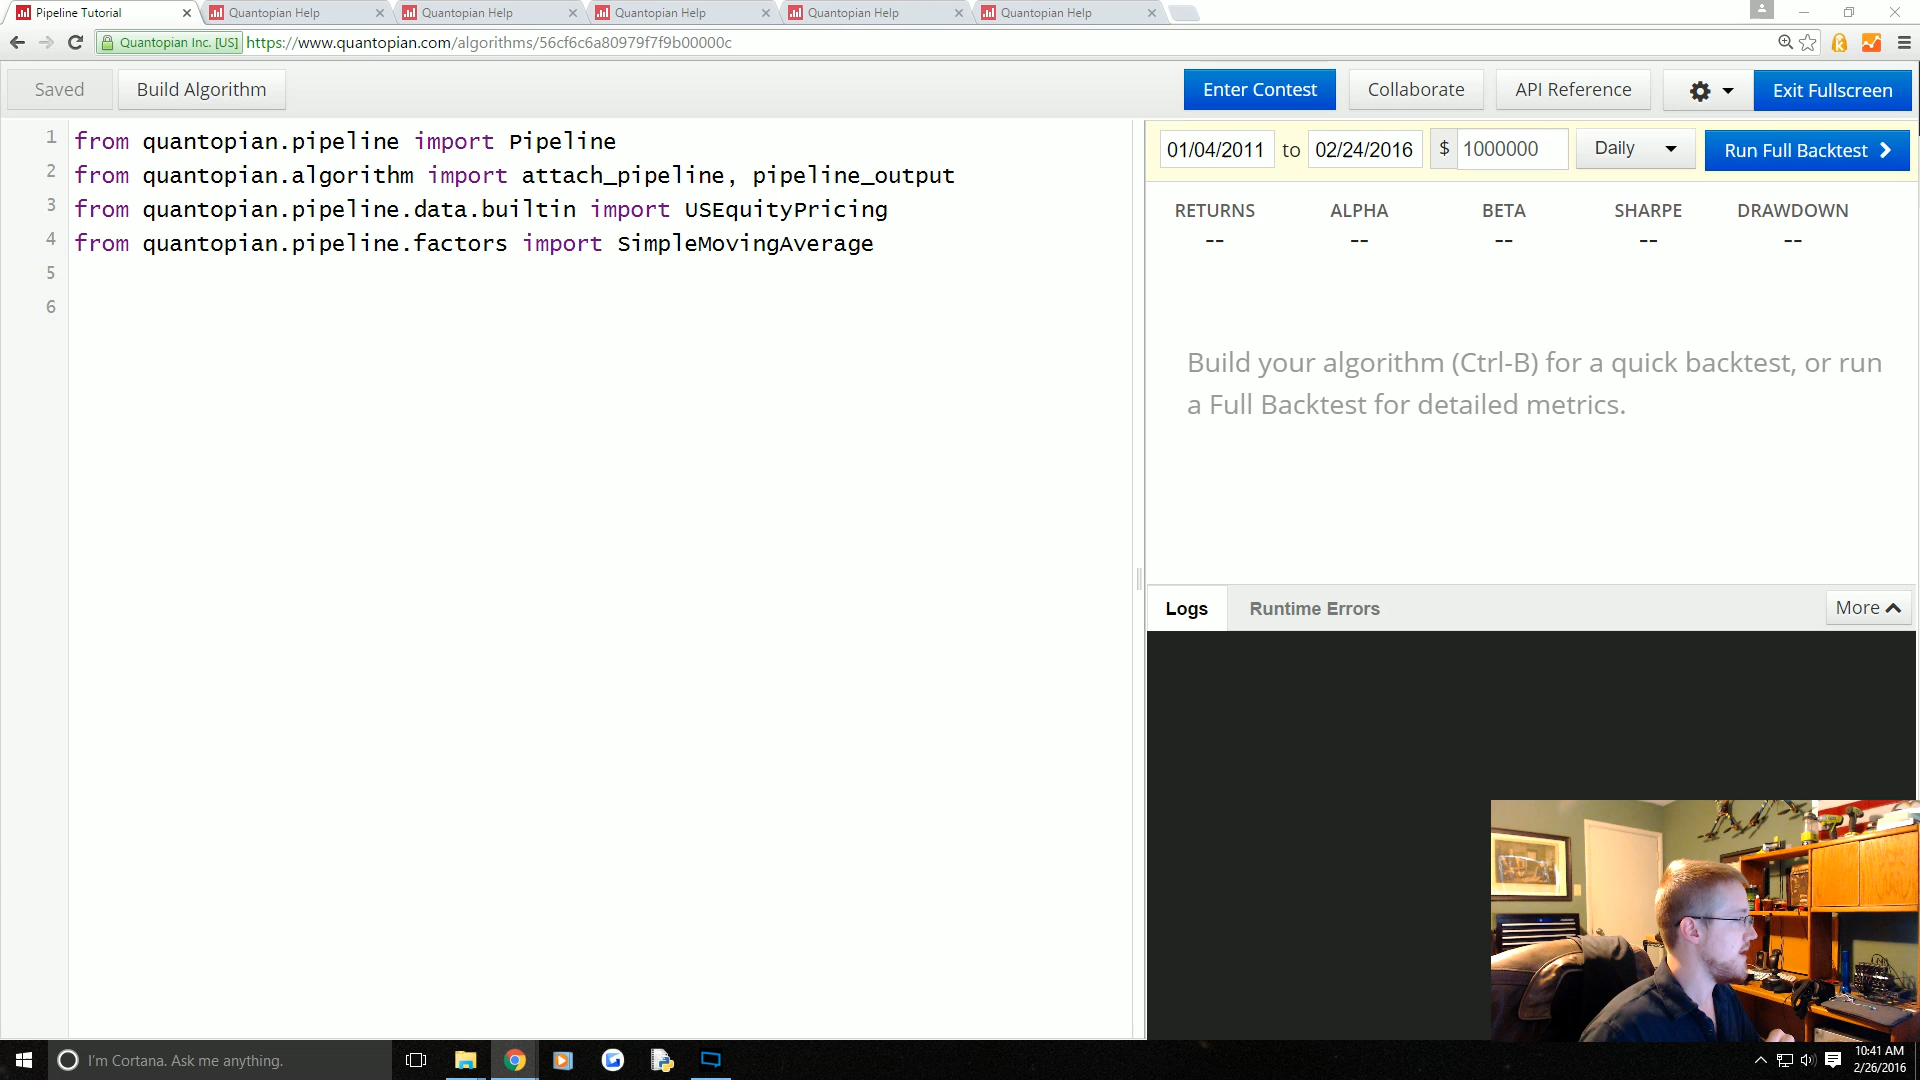 Pipeline Tutorial
Quantopian Help
Quantopian Help
Quantopian Help
Quantopian Help
Quantopian Help
Quantopian Inc. [US] https://www.quantopian.com/algorithms/56cf6c6a80979f7f9b00000c
Saved
Build Algorithm
Enter Contest
Collaborate
API Reference
Exit Fullscreen
1 from quantopian.pipeline import Pipeline
2 from quantopian.algorithm import attach_pipeline, pipeline_output
3 from quantopian.pipeline.data.builtin import USEquityPricing
4 from quantopian.pipeline.factors import SimpleMovingAverage
5
6
01/04/2011 to 02/24/2016 $ 1000000 Daily Run Full Backtest
RETURNS ALPHA BETA SHARPE DRAWDOWN
-- -- -- -- --
Build your algorithm (Ctrl-B) for a quick backtest, or run
a Full Backtest for detailed metrics.
Logs
Runtime Errors
More
I'm Cortana. Ask me anything.
10:41 AM
2/26/2016